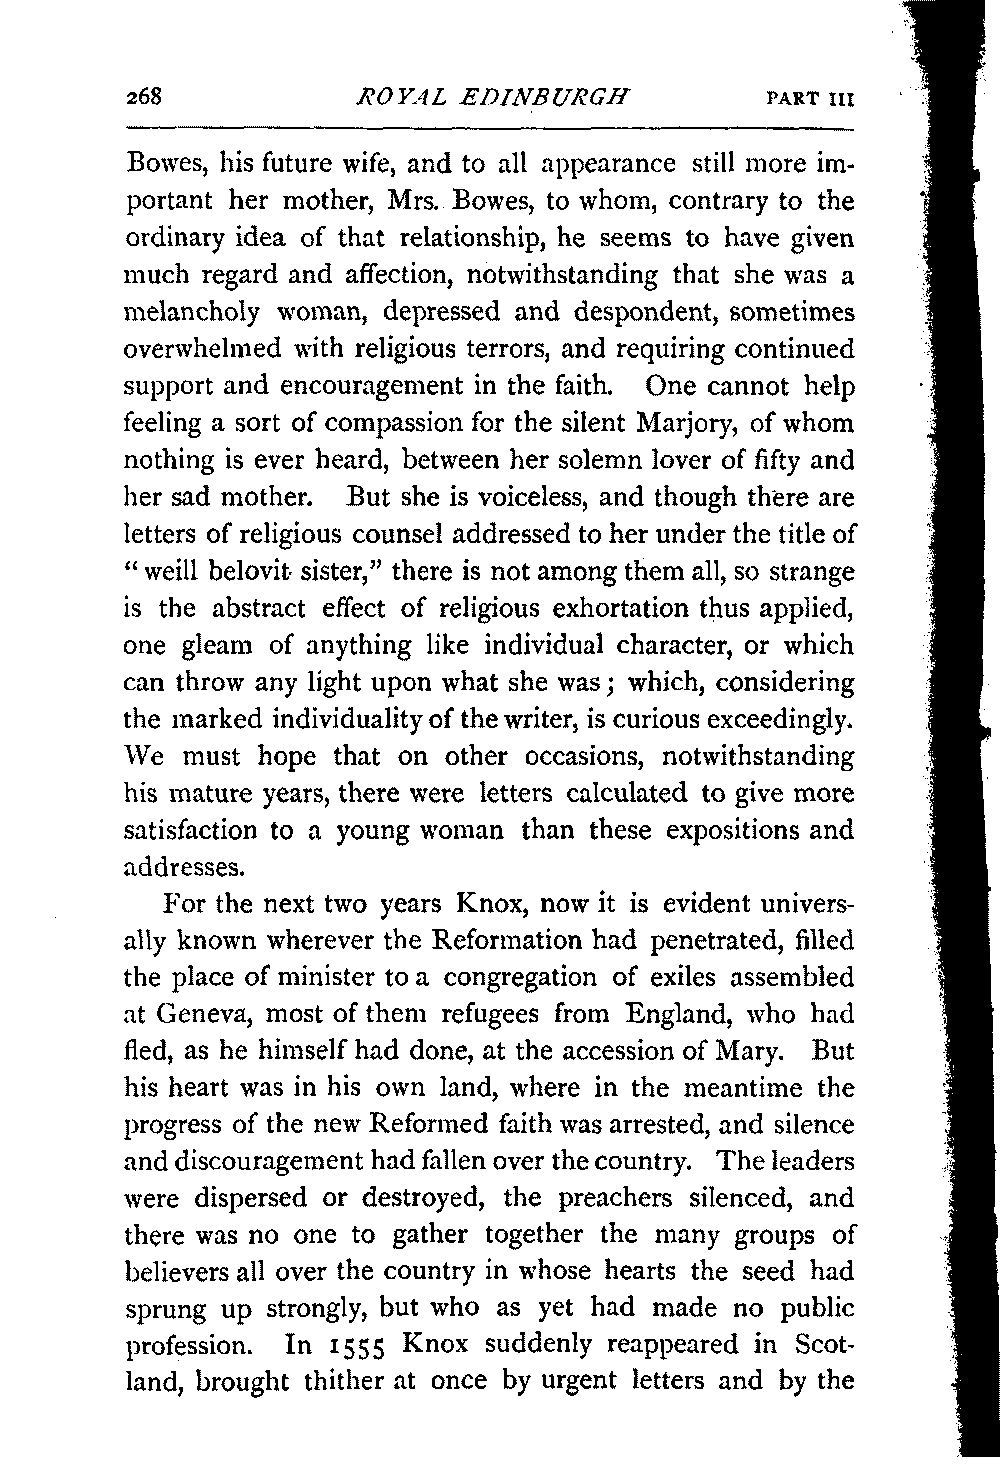 268 ROYAL EDINBURGH PART III
Bowes, his future wife, and to all appearance still more im-
portant her mother, Mrs. Bowes, to whom, contrary to the
ordinary idea of that relationship, he seems to have given
much regard and affection, notwithstanding that she was a
melancholy woman, depressed and despondent, sometimes
overwhelmed with religious terrors, and requiring continued
support and encouragement in the faith. One cannot help
feeling a sort of compassion for the silent Marjory, of whom
nothing is ever heard, between her solemn lover of fifty and
her sad mother. But she is voiceless, and though there are
letters of religious counsel addressed to her under the title of
“ weill belovit sister,” there is not among them all, so strange
is the abstract effect of religious exhortation thus applied,
one gleam of anything like individual character, or which
can throw any light upon what she was ; which, considering
the marked individuality of the writer, is curious exceedingly.
We must hope that on other occasions, notwithstanding
his mature years, there were letters calculated to give more
satisfaction to a young woman than these expositions and
addresses.
For the next two years Knox, now it is evident univers-
ally known wherever the Reformation had penetrated, filled
the place of minister to a congregation of exiles assembled
at Geneva, most of them refugees from England, who had
fled, as he himself had done, at the accession of Mary. But
his heart was in his own land, where in the meantime the
progress of the new Reformed faith was arrested, and silence
and discouragement had fallen over the country. The leaders
were dispersed or destroyed, the preachers silenced, and
there was no one to gather together the many groups of
believers all over the country in whose hearts the seed had
sprung up strongly, but who as yet had made no public
profession. In 1555 Knox suddenly reappeared in Scot-
land, brought thither at once by urgent letters and by the